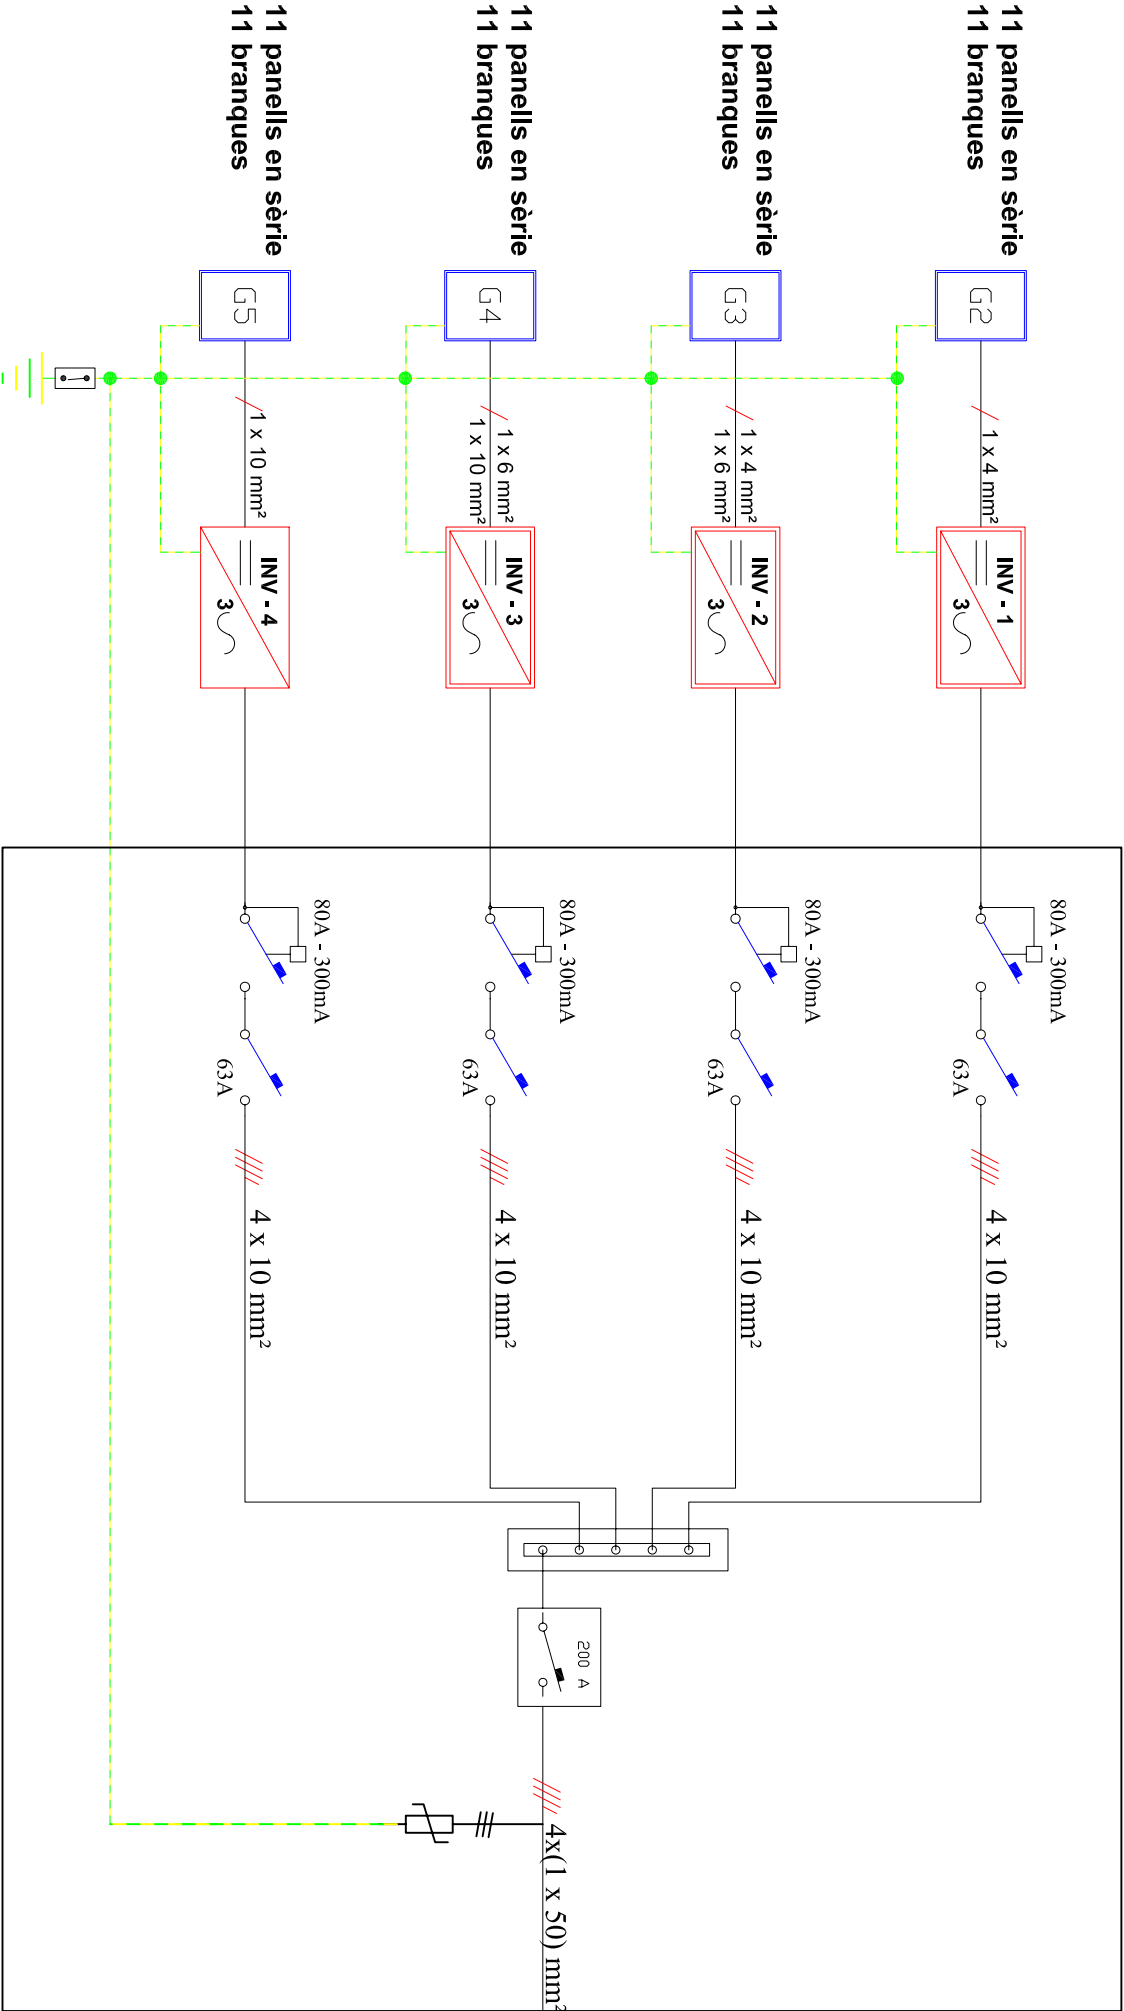 11 panells en sèrie
11 branques
G2
1 x 4 mm²
INV - 1
3
80A - 300mA
63A
4 x 10 mm²
11 panells en sèrie
11 branques
G3
1 x 4 mm²
1 x 6 mm²
INV - 2
3
80A - 300mA
63A
4 x 10 mm²
11 panells en sèrie
11 branques
G4
1 x 6 mm²
1 x 10 mm²
INV - 3
3
80A - 300mA
63A
4 x 10 mm²
11 panells en sèrie
11 branques
G5
1 x 10 mm²
INV - 4
3
80A - 300mA
63A
4 x 10 mm²
200 A
4x(1 x 50) mm²